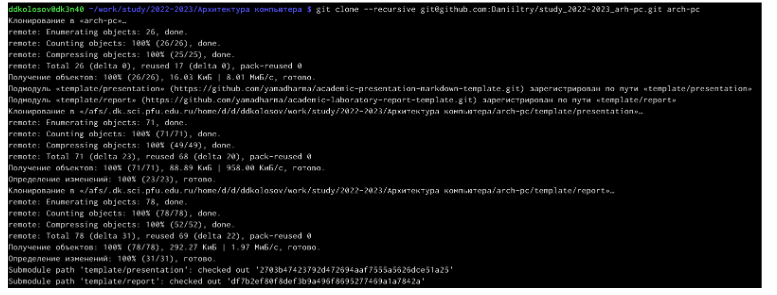 ddkolosov@dk3n40 ~/work/study/2022-2023/Архитектура компьютера $ git clone --recursive git@github.com:Daniiltry/study_2022-2023_arh-pc.git arch-pc
Клонирование в «arch-pc»…
remote: Enumerating objects: 26, done.
remote: Counting objects: 100% (26/26), done.
remote: Compressing objects: 100% (25/25), done.
remote: Total 26 (delta 0), reused 17 (delta 0), pack-reused 0
Получение объектов: 100% (26/26), 16.03 КиБ | 8.01 МиБ/с, готово.
Подмодуль «template/presentation» (https://github.com/yamadharma/academic-presentation-markdown-template.git) зарегистрирован по пути «template/presentation»
Подмодуль «template/report» (https://github.com/yamadharma/academic-laboratory-report-template.git) зарегистрирован по пути «template/report»
Клонирование в «/afs/.dk.sci.pfu.edu.ru/home/d/d/ddkolosov/work/study/2022-2023/Архитектура компьютера/arch-pc/template/presentation»…
remote: Enumerating objects: 71, done.
remote: Counting objects: 100% (71/71), done.
remote: Compressing objects: 100% (49/49), done.
remote: Total 71 (delta 23), reused 68 (delta 20), pack-reused 0
Получение объектов: 100% (71/71), 88.89 КиБ | 958.00 КиБ/с, готово.
Определение изменений: 100% (23/23), готово.
Клонирование в «/afs/.dk.sci.pfu.edu.ru/home/d/d/ddkolosov/work/study/2022-2023/Архитектура компьютера/arch-pc/template/report»…
remote: Enumerating objects: 78, done.
remote: Counting objects: 100% (78/78), done.
remote: Compressing objects: 100% (52/52), done.
remote: Total 78 (delta 31), reused 69 (delta 22), pack-reused 0
Получение объектов: 100% (78/78), 292.27 КиБ | 1.97 МиБ/с, готово.
Определение изменений: 100% (31/31), готово.
Submodule path 'template/presentation': checked out '2703b47423792d472694aaf7555a5626dce51a25'
Submodule path 'template/report': checked out 'df7b2ef80f8def3b9a496f8695277469a1a7842a'